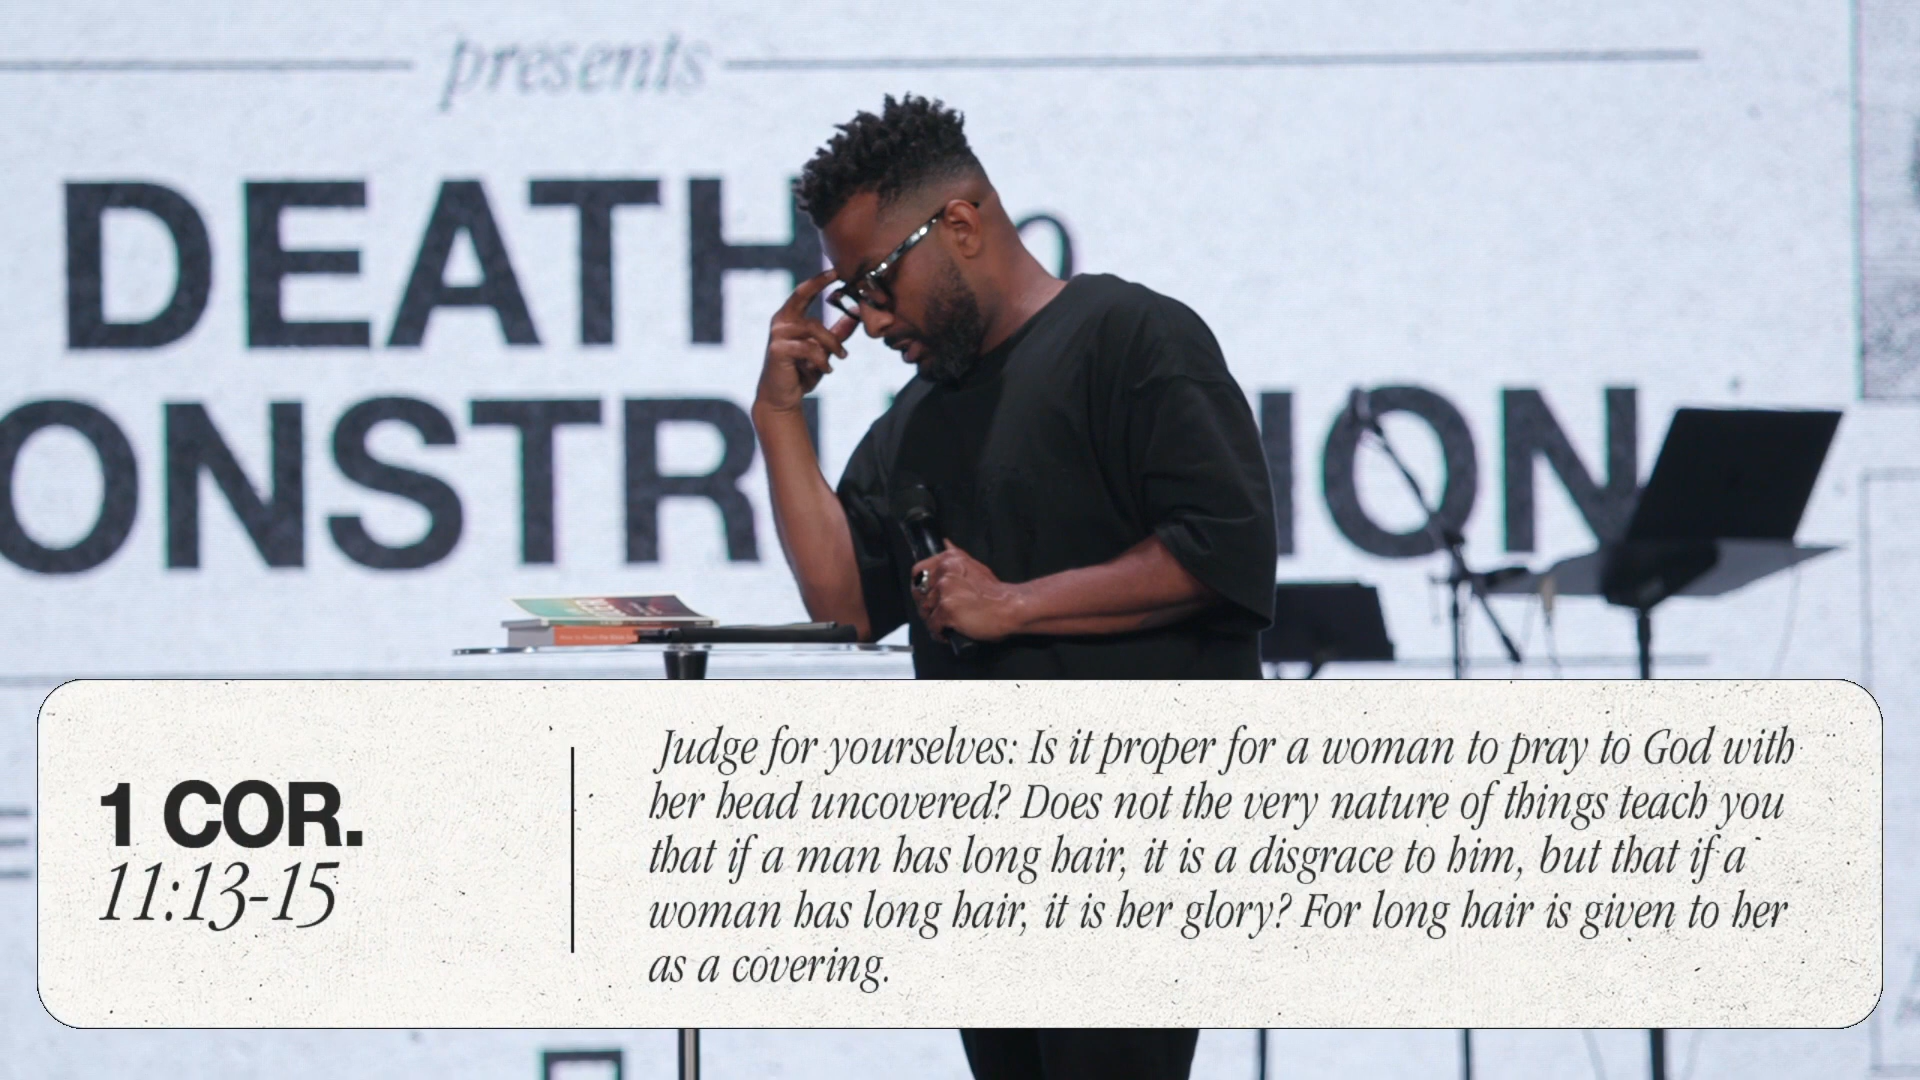 presents
DEATH
ONSTR ION
1 COR.
11:13-15
Judge for yourselves: Is it proper for a woman to pray to God with
her head uncovered? Does not the very nature of things teach you
that if a man has long hair, it is a disgrace to him, but that if a
woman has long hair, it is her glory? For long hair is given to her
as a covering.